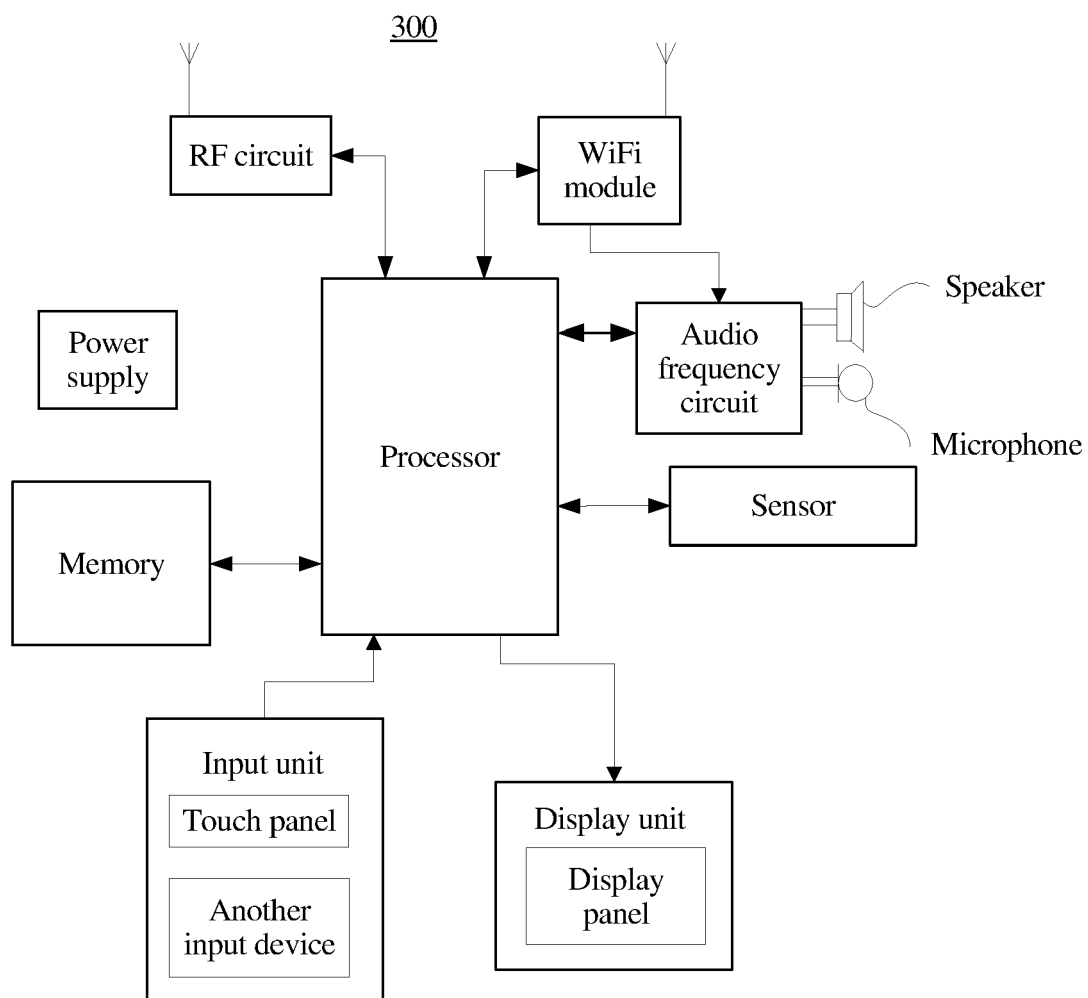 300
RF circuit
WiFi
module
Speaker
Power
supply
Audio
frequency
circuit
Processor
Microphone
Sensor
Memory
Input unit
Touch panel
Another
input device
Display unit
Display
panel